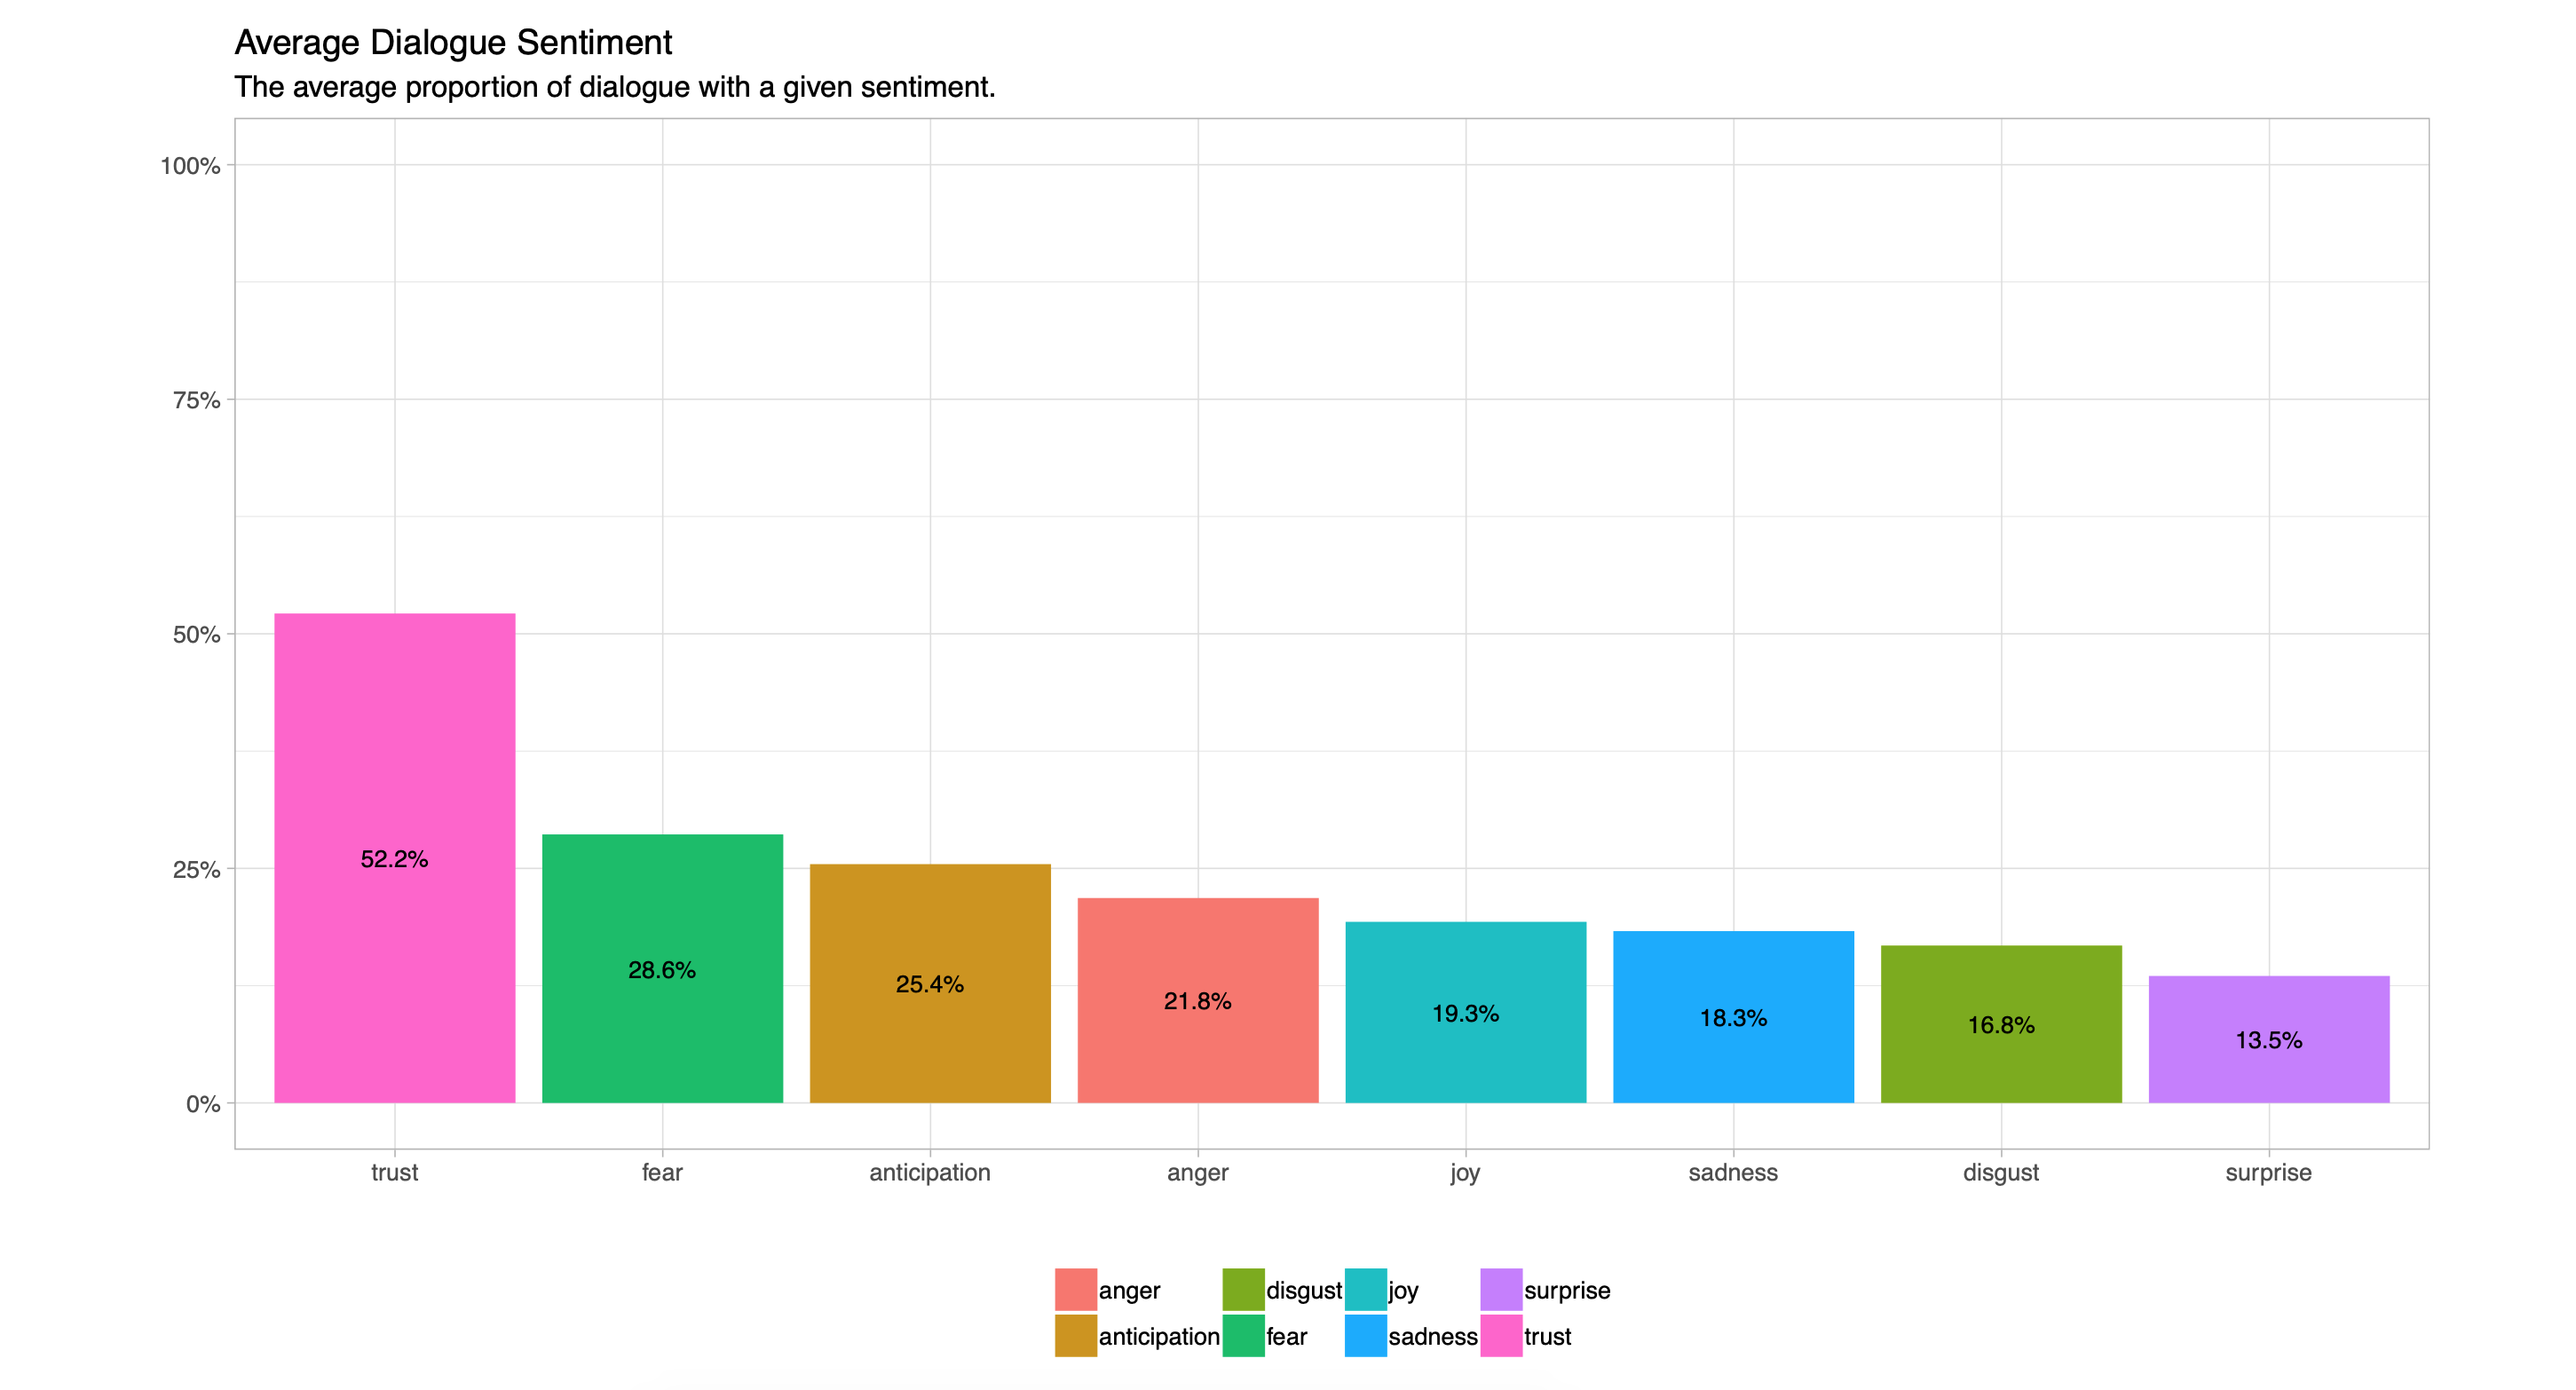 Average Dialogue Sentiment
The average proportion of dialogue with a given sentiment.
100%
75%
50%
25%
0%
52.2%
28.6%
25.4%
21.8%
19.3%
18.3%
16.8%
13.5%
trust fear anticipation anger joy sadness disgust surprise
anger disgust joy surprise
anticipation fear sadness trust